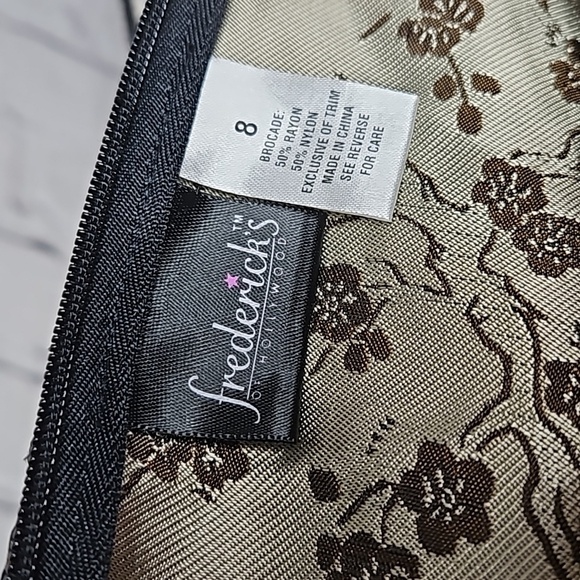 8
BROCADE:
50% RAYON
50% NYLON
EXCLUSIVE OF TRIM
MADE IN CHINA
SEE REVERSE
FOR CARE
frederick's™
OF HOLLYWOOD